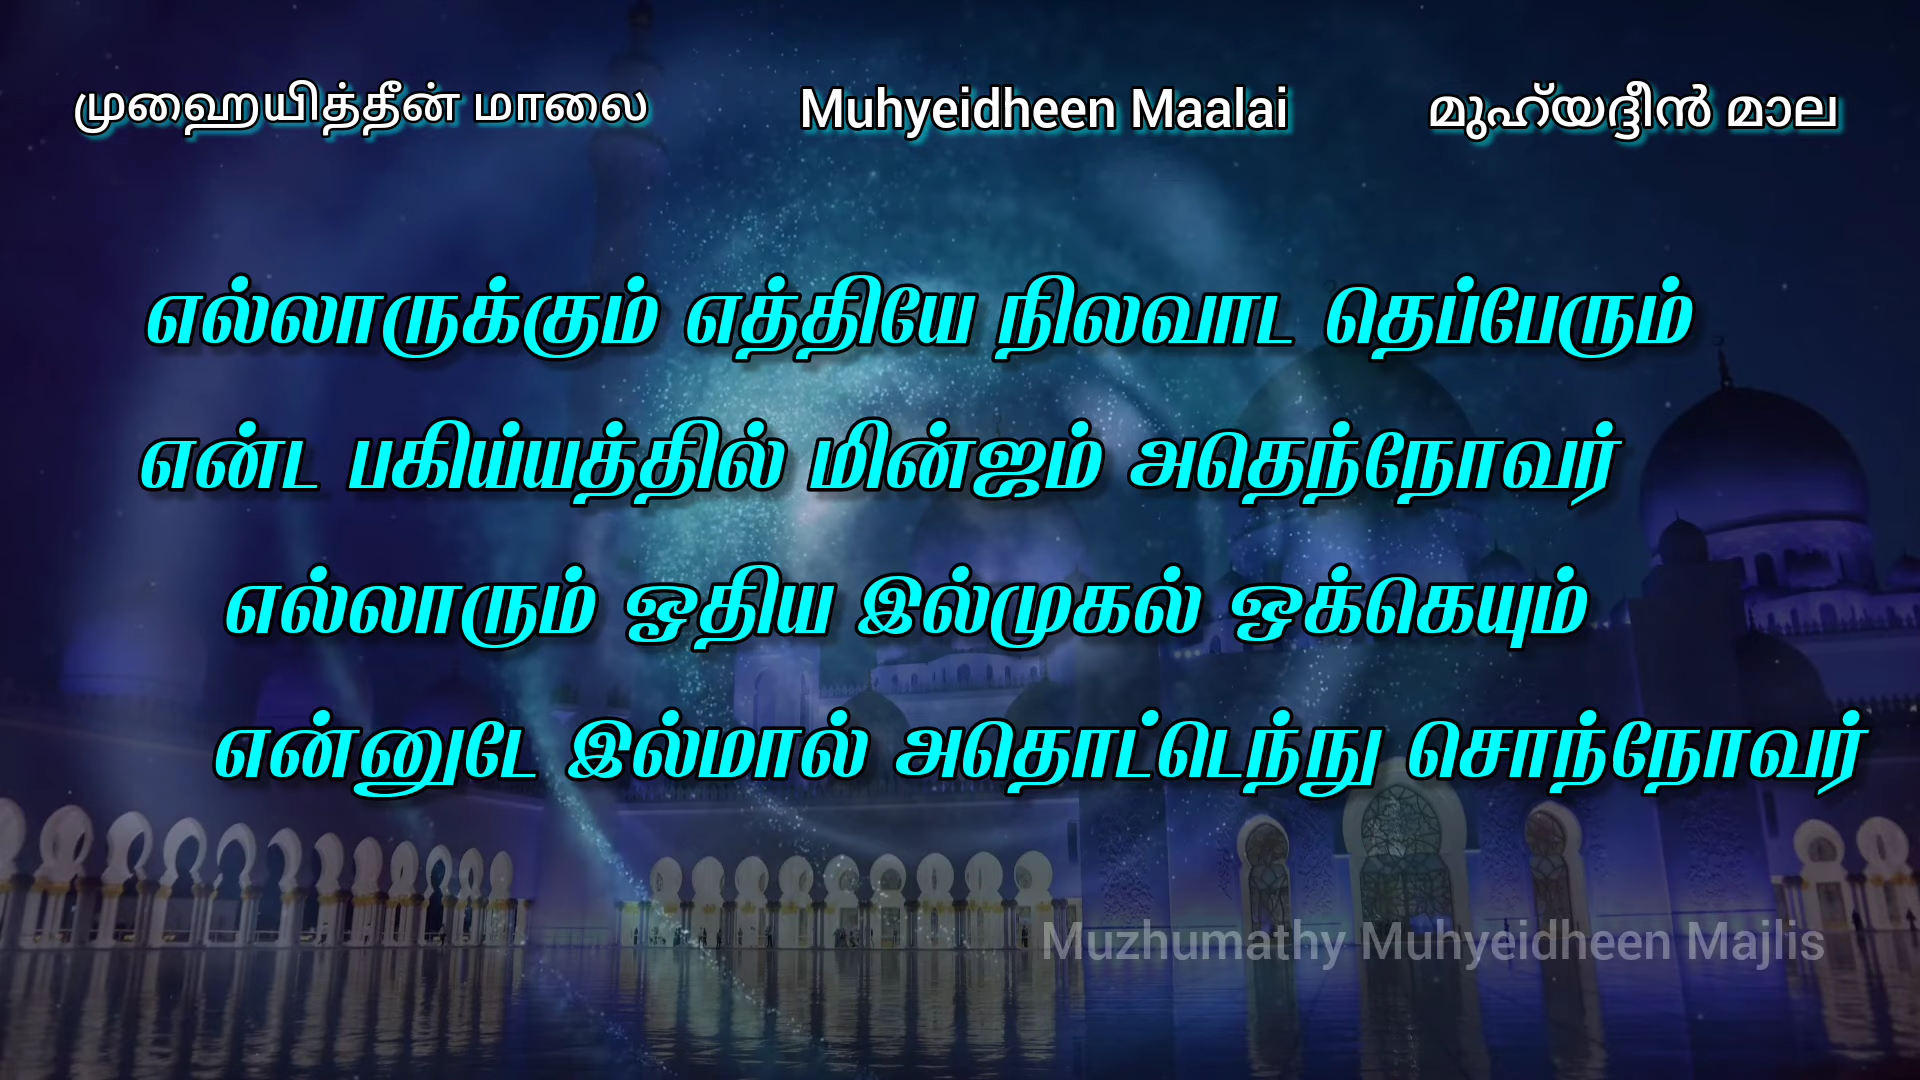 முஹையித்தீன் மாலை Muhyeidheen Maalai മുഹ്‌യദ്ദീൻ മാല
எல்லாருக்கும் எத்தியே நிலவாட தெப்பேரும்
என்ட பகிய்யத்தில் மின்ஜம் அதெந்நோவர்
எல்லாரும் ஓதிய இல்முகல் ஒக்கெயும்
என்னுடே இல்மால் அதொட்டெந்து சொந்நோவர்
Muzhumathy Muhyeidheen Majlis